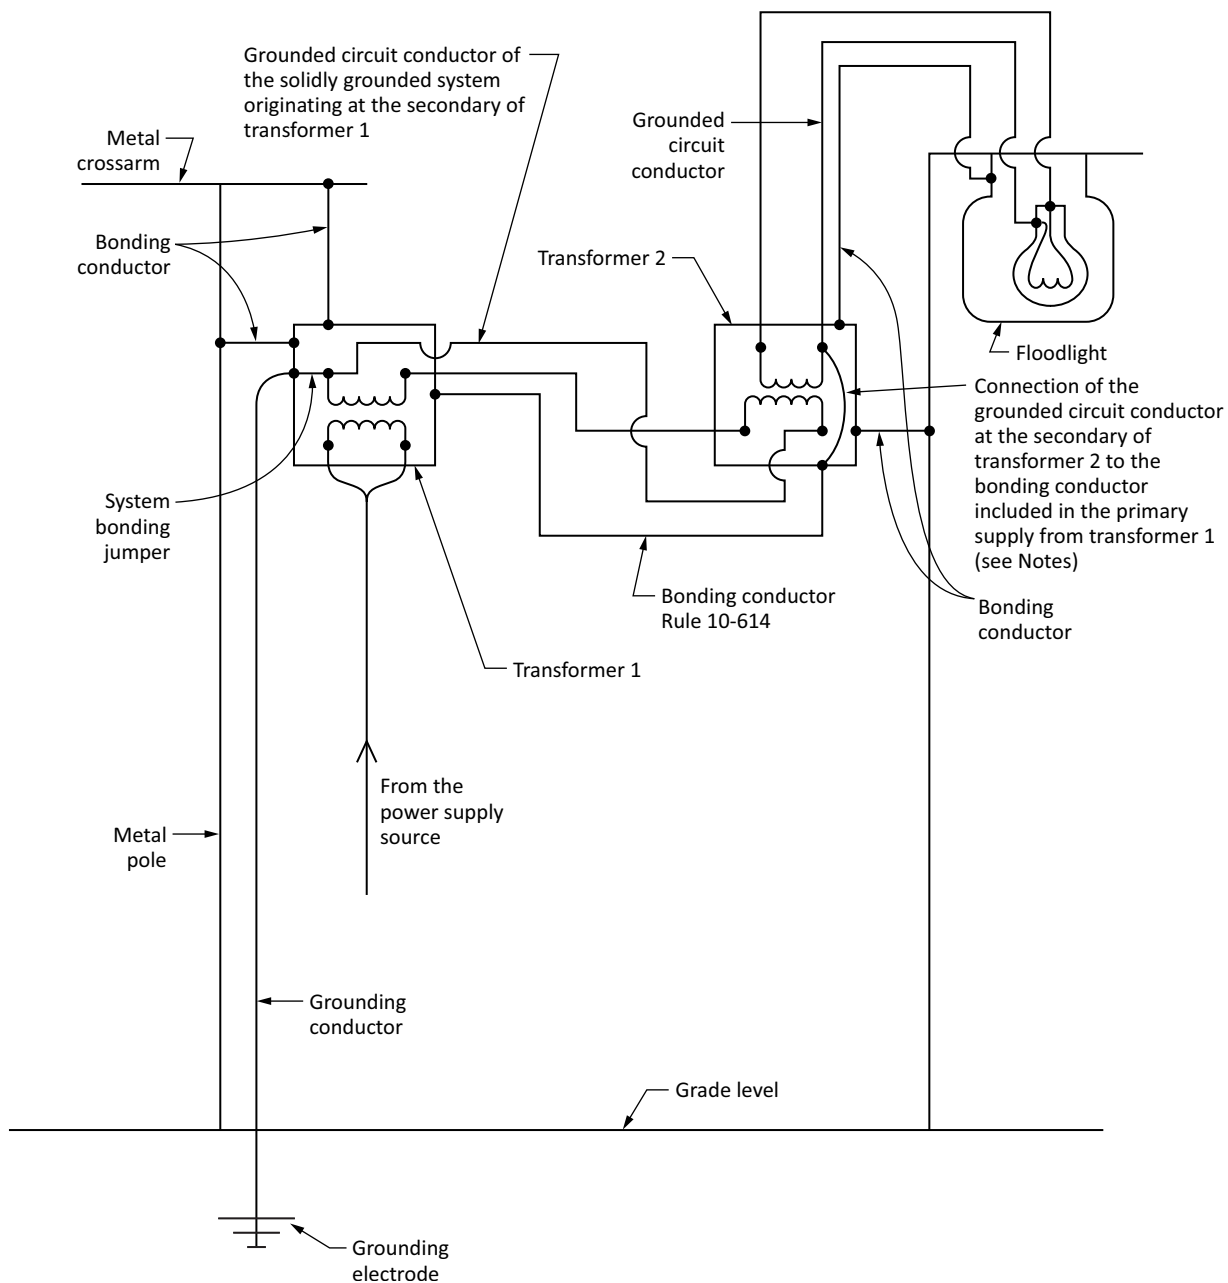 Grounded circuit conductor of
the solidly grounded system
originating at the secondary of
transformer 1
Metal
crossarm
Grounded
circuit
conductor
Bonding
conductor
Transformer 2
Floodlight
Connection of the
grounded circuit conductor
at the secondary of
transformer 2 to the
bonding conductor
included in the primary
supply from transformer 1
(see Notes)
System
bonding
jumper
Bonding conductor
Rule 10-614
Bonding
conductor
Transformer 1
From the
power supply
source
Metal
pole
Grounding
conductor
Grade level
Grounding
electrode